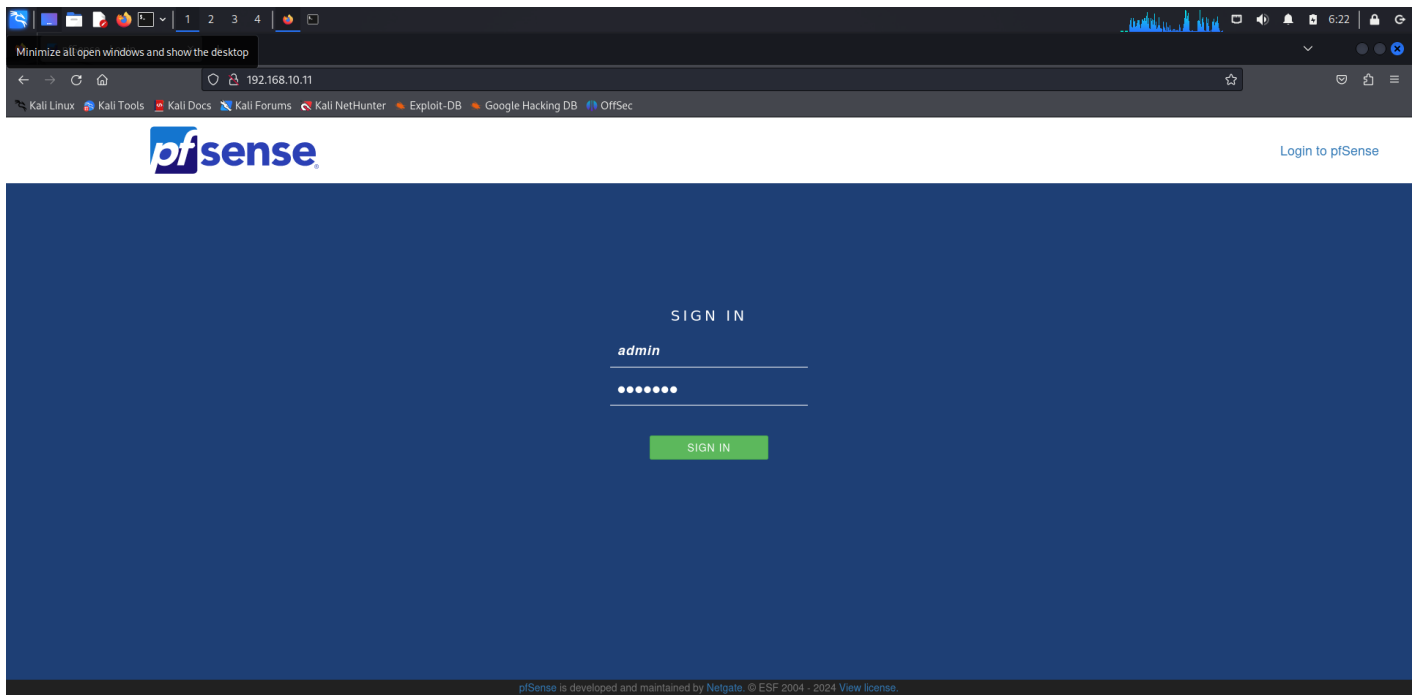 1 2 3 4 6:22
Minimize all open windows and show the desktop
192.168.10.11
Kali Linux Kali Tools Kali Docs Kali Forums Kali NetHunter Exploit-DB Google Hacking DB OffSec
pfsense®
Login to pfSense
SIGN IN
admin
•••••••
SIGN IN
pfSense is developed and maintained by Netgate. © ESF 2004 - 2024 View license.